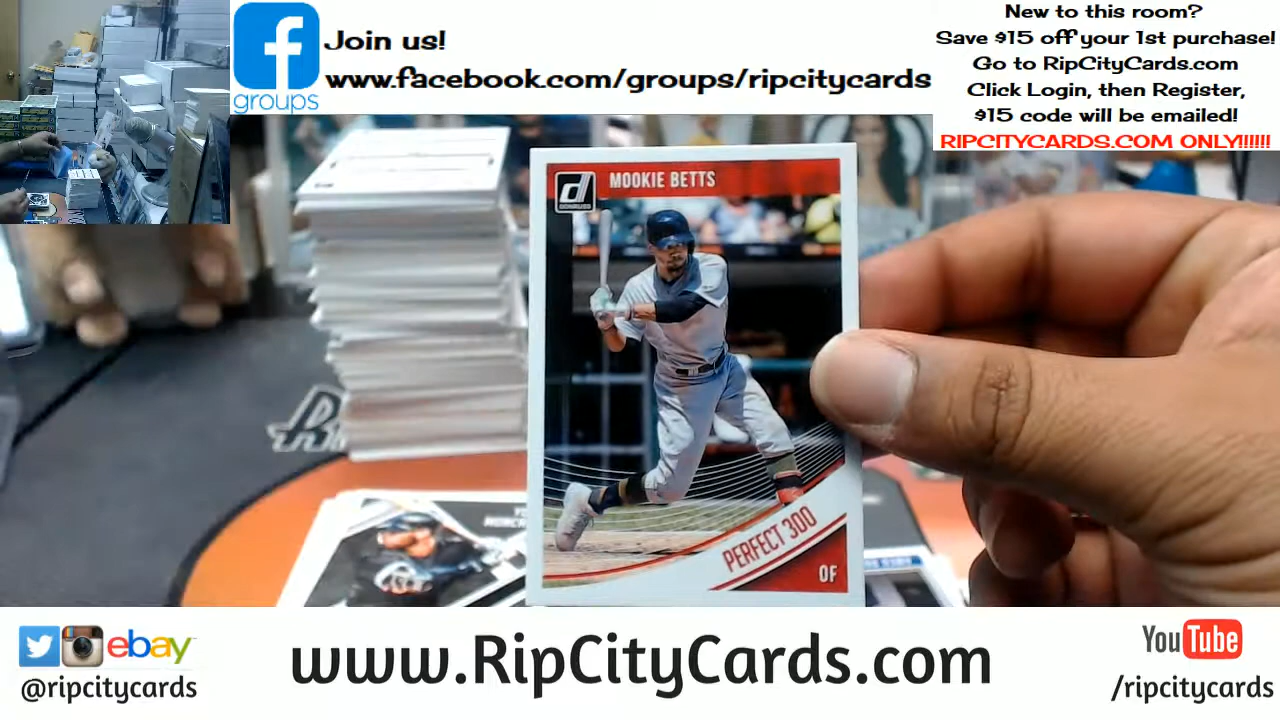 Join us!
www.facebook.com/groups/ripcitycards
groups
New to this room?
Save $15 off your 1st purchase!
Go to RipCityCards.com
Click Login, then Register,
$15 code will be emailed!
RIPCITYCARDS.COM ONLY!!!!!!
d
DONRUSS
MOOKIE BETTS
PERFECT 300
OF
ebay
@ripcitycards
www.RipCityCards.com
YouTube
/ripcitycards